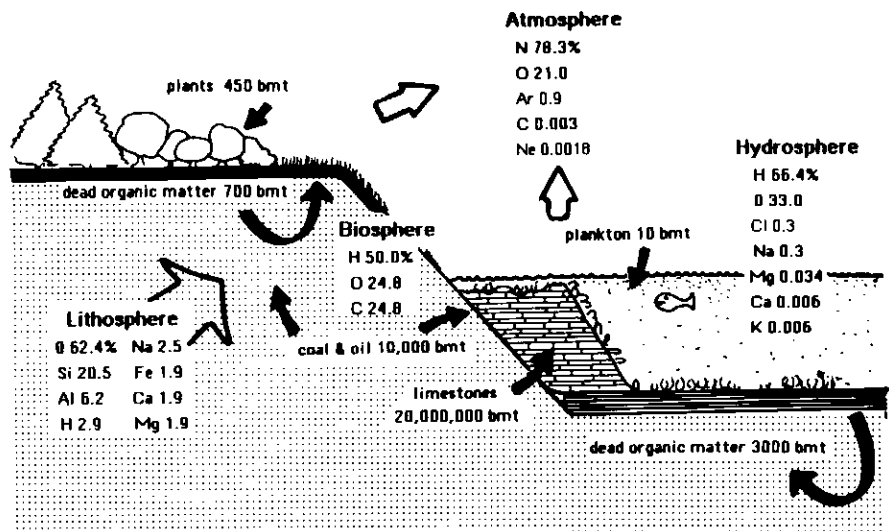 Atmosphere
N 78.3%
O 21.0
Ar 0.9
C 0.003
Ne 0.0018
plants 450 bmt
Hydrosphere
H 66.4%
O 33.0
Cl 0.3
Na 0.3
Mg 0.034
Ca 0.006
K 0.006
dead organic matter 700 bmt
Biosphere
H 50.0%
O 24.8
C 24.8
plankton 10 bmt
Lithosphere
O 62.4% Na 2.5
Si 20.5 Fe 1.9
Al 6.2 Ca 1.9
H 2.9 Mg 1.9
coal & oil 10,000 bmt
limestones
20,000,000 bmt
dead organic matter 3000 bmt